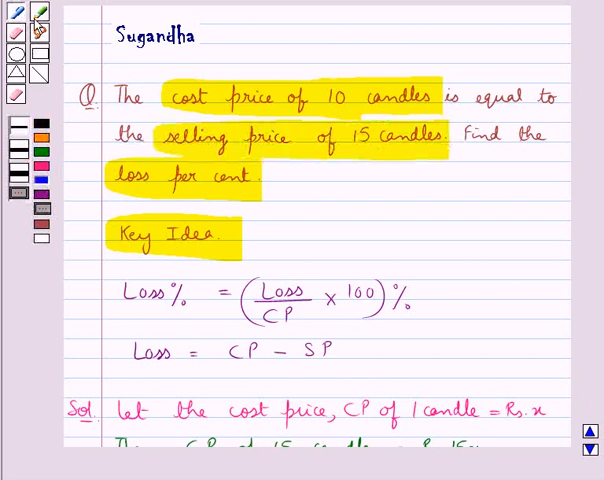 Sugandha
Q. The cost price of 10 candles is equal to
the selling price of 15 candles. Find the
loss per cent.
Key Idea.
Loss% = (Loss/CP × 100)%
Loss = CP - SP
Sol. Let the cost price, CP of 1 candle = Rs. x